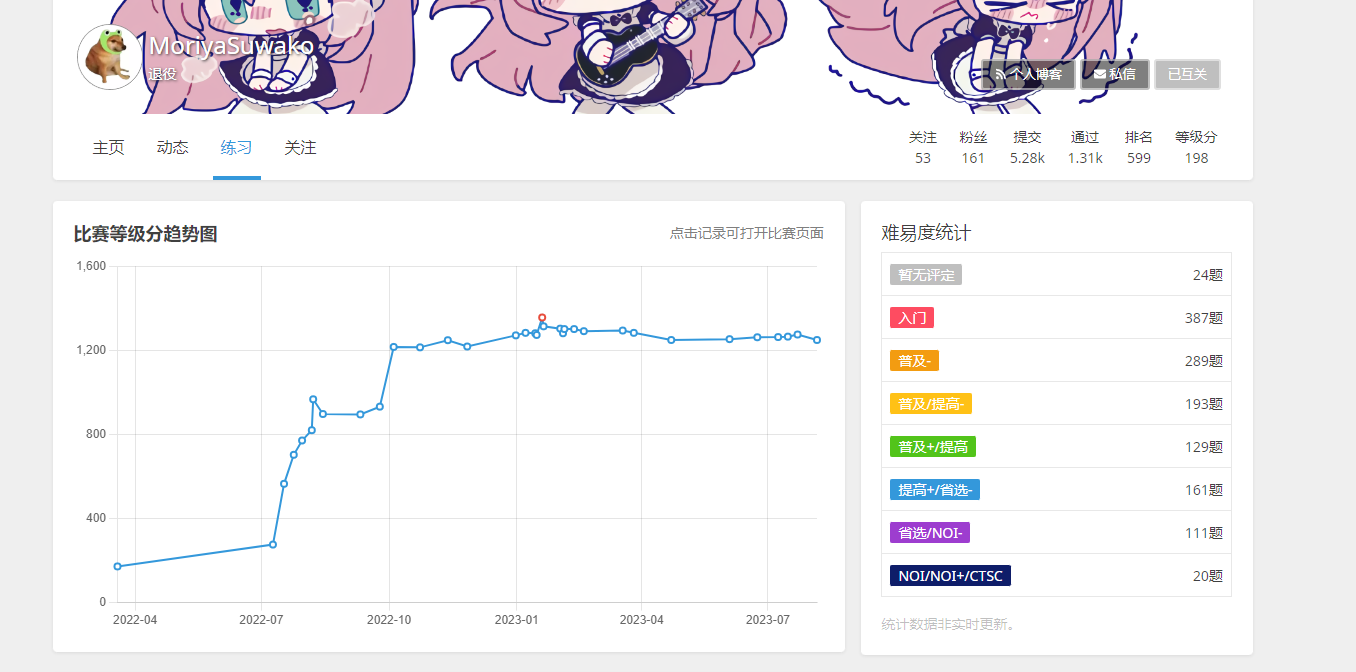 MoriyaSuwako
退役
个人博客 私信 已互关
主页 动态 练习 关注
关注 粉丝 提交 通过 排名 等级分
53 161 5.28k 1.31k 599 198
比赛等级分趋势图 点击记录可打开比赛页面
1,600
1,200
800
400
0
2022-04 2022-07 2022-10 2023-01 2023-04 2023-07
难易度统计
暂无评定 24题
入门 387题
普及- 289题
普及/提高- 193题
普及+/提高 129题
提高+/省选- 161题
省选/NOI- 111题
NOI/NOI+/CTSC 20题
统计数据非实时更新。